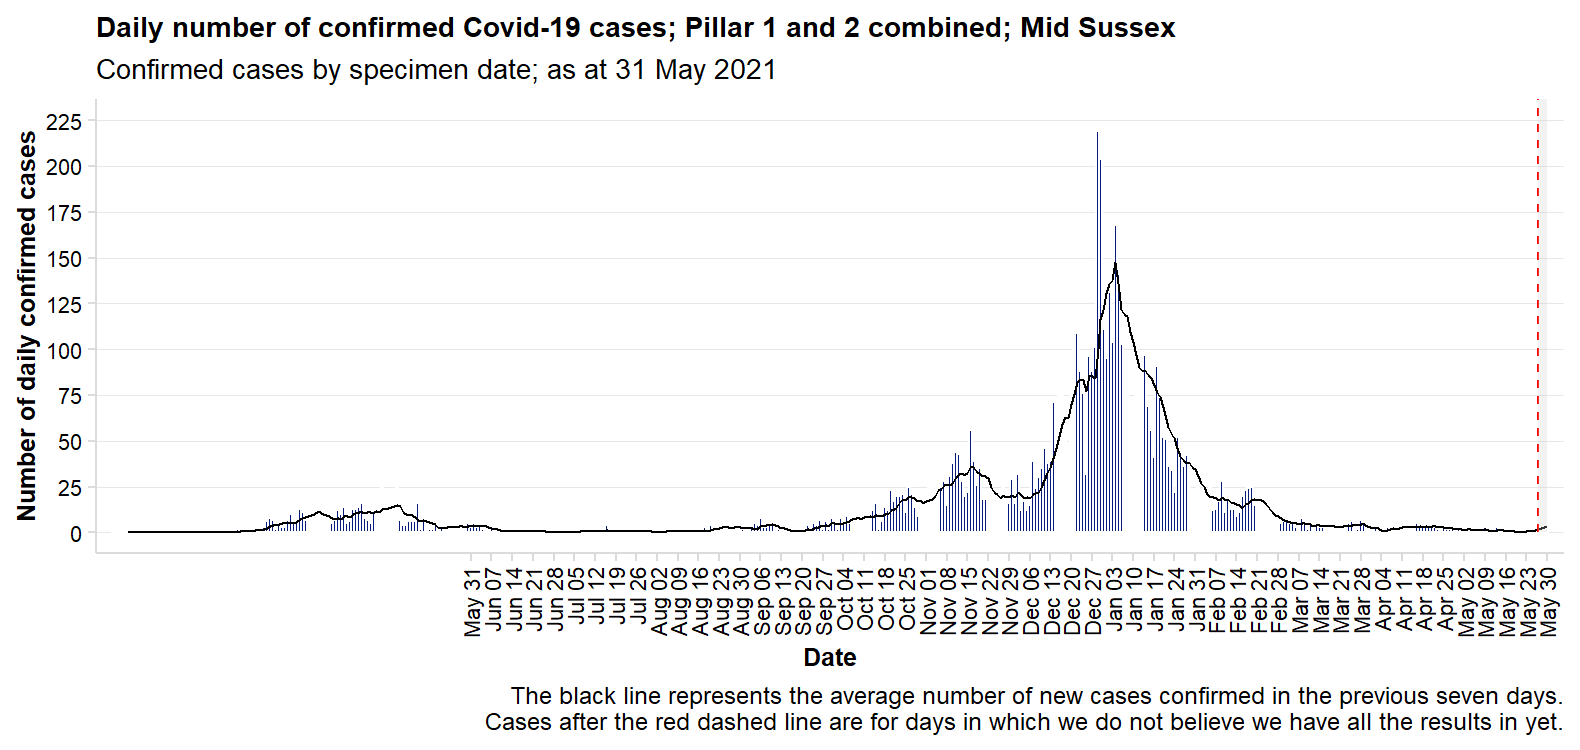 Daily number of confirmed Covid-19 cases; Pillar 1 and 2 combined; Mid Sussex
Confirmed cases by specimen date; as at 31 May 2021
Number of daily confirmed cases
225
200
175
150
125
100
75
50
25
0
May 31
Jun 07
Jun 14
Jun 21
Jun 28
Jul 05
Jul 12
Jul 19
Jul 26
Aug 02
Aug 09
Aug 16
Aug 23
Aug 30
Sep 06
Sep 13
Sep 20
Sep 27
Oct 04
Oct 11
Oct 18
Oct 25
Nov 01
Nov 08
Nov 15
Nov 22
Nov 29
Dec 06
Dec 13
Dec 20
Dec 27
Jan 03
Jan 10
Jan 17
Jan 24
Jan 31
Feb 07
Feb 14
Feb 21
Feb 28
Mar 07
Mar 14
Mar 21
Mar 28
Apr 04
Apr 11
Apr 18
Apr 25
May 02
May 09
May 16
May 23
May 30
Date
The black line represents the average number of new cases confirmed in the previous seven days.
Cases after the red dashed line are for days in which we do not believe we have all the results in yet.